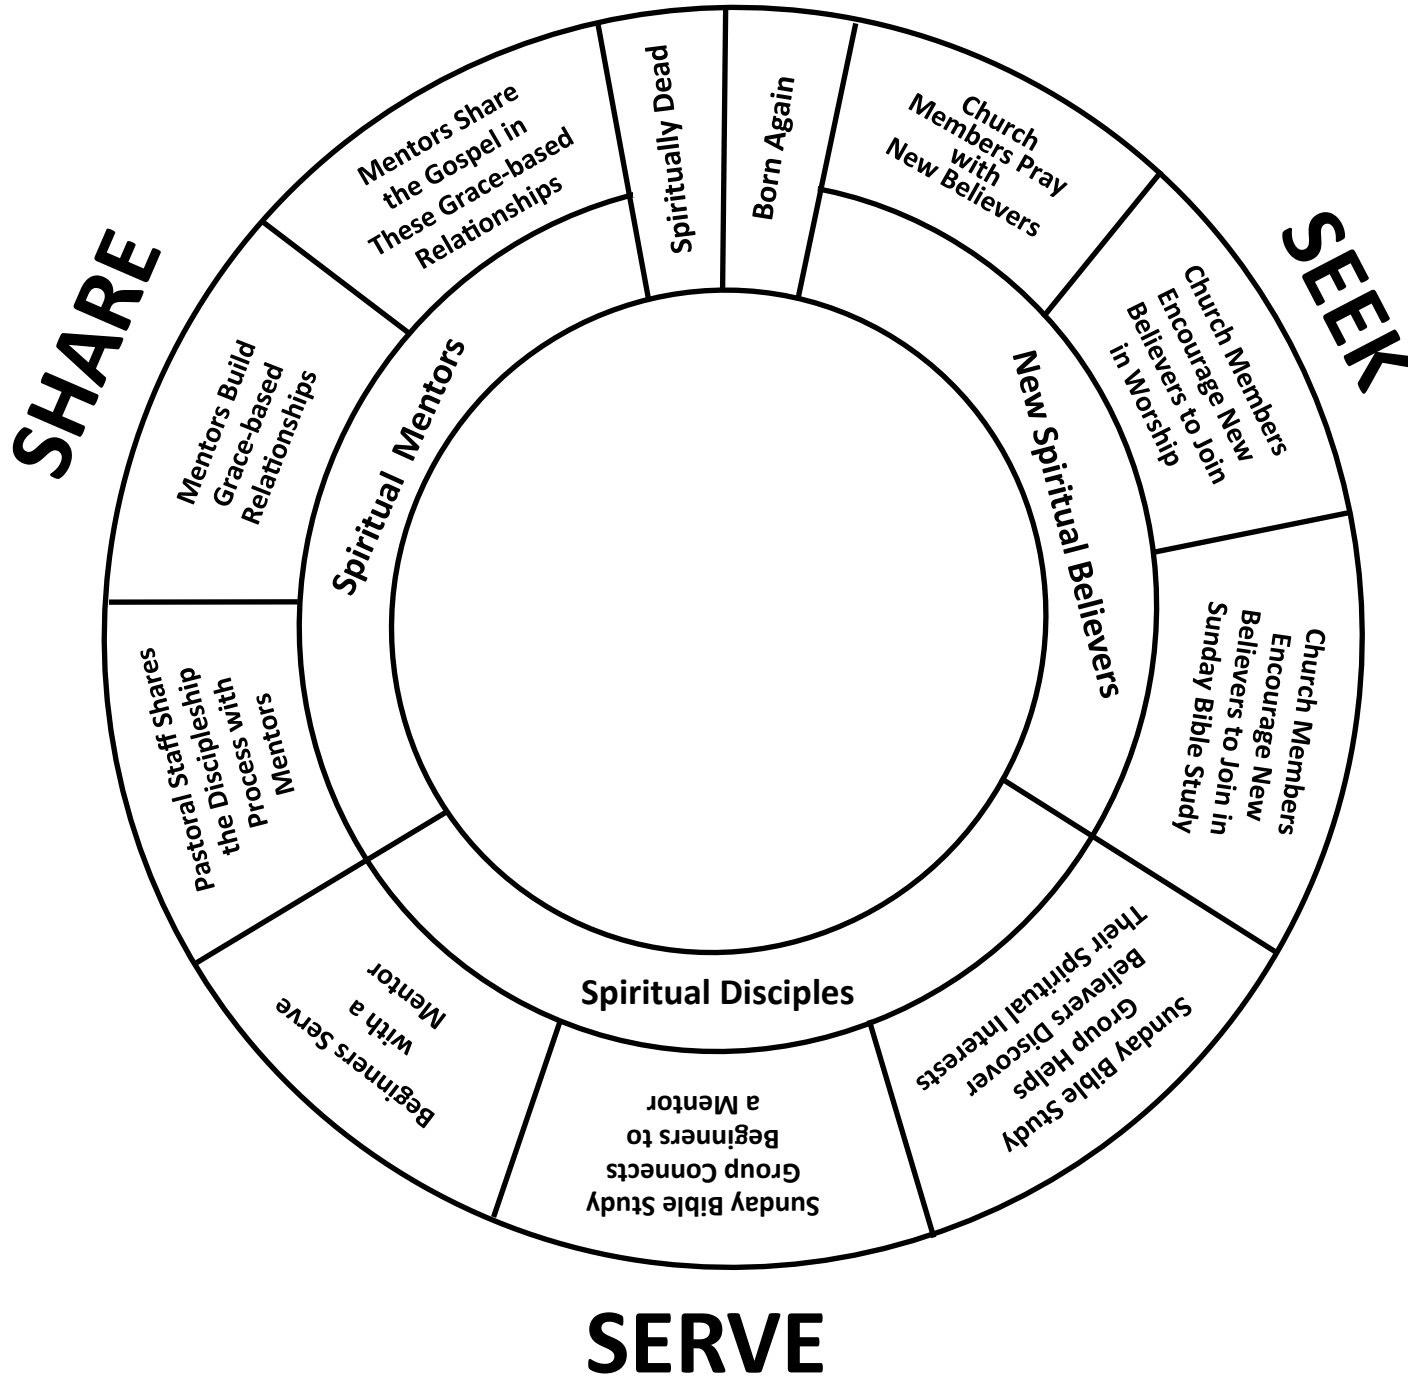 Spiritually Dead
Born Again
Church
Members Pray
with
New Believers
SEEK
Church Members
Encourage New
Believers to Join
in Worship
New Spiritual Believers
Church Members
Encourage New
Believers to Join in
Sunday Bible Study
Sunday Bible Study
Group Helps
Believers Discover
Their Spiritual Interests
Spiritual Disciples
Sunday Bible Study
Group Connects
Beginners to
a Mentor
SERVE
Beginners Serve
with a
Mentor
Pastoral Staff Shares
the Discipleship
Process with
Mentors
Spiritual Mentors
SHARE
Mentors Build
Grace-based
Relationships
Mentors Share
the Gospel in
These Grace-based
Relationships